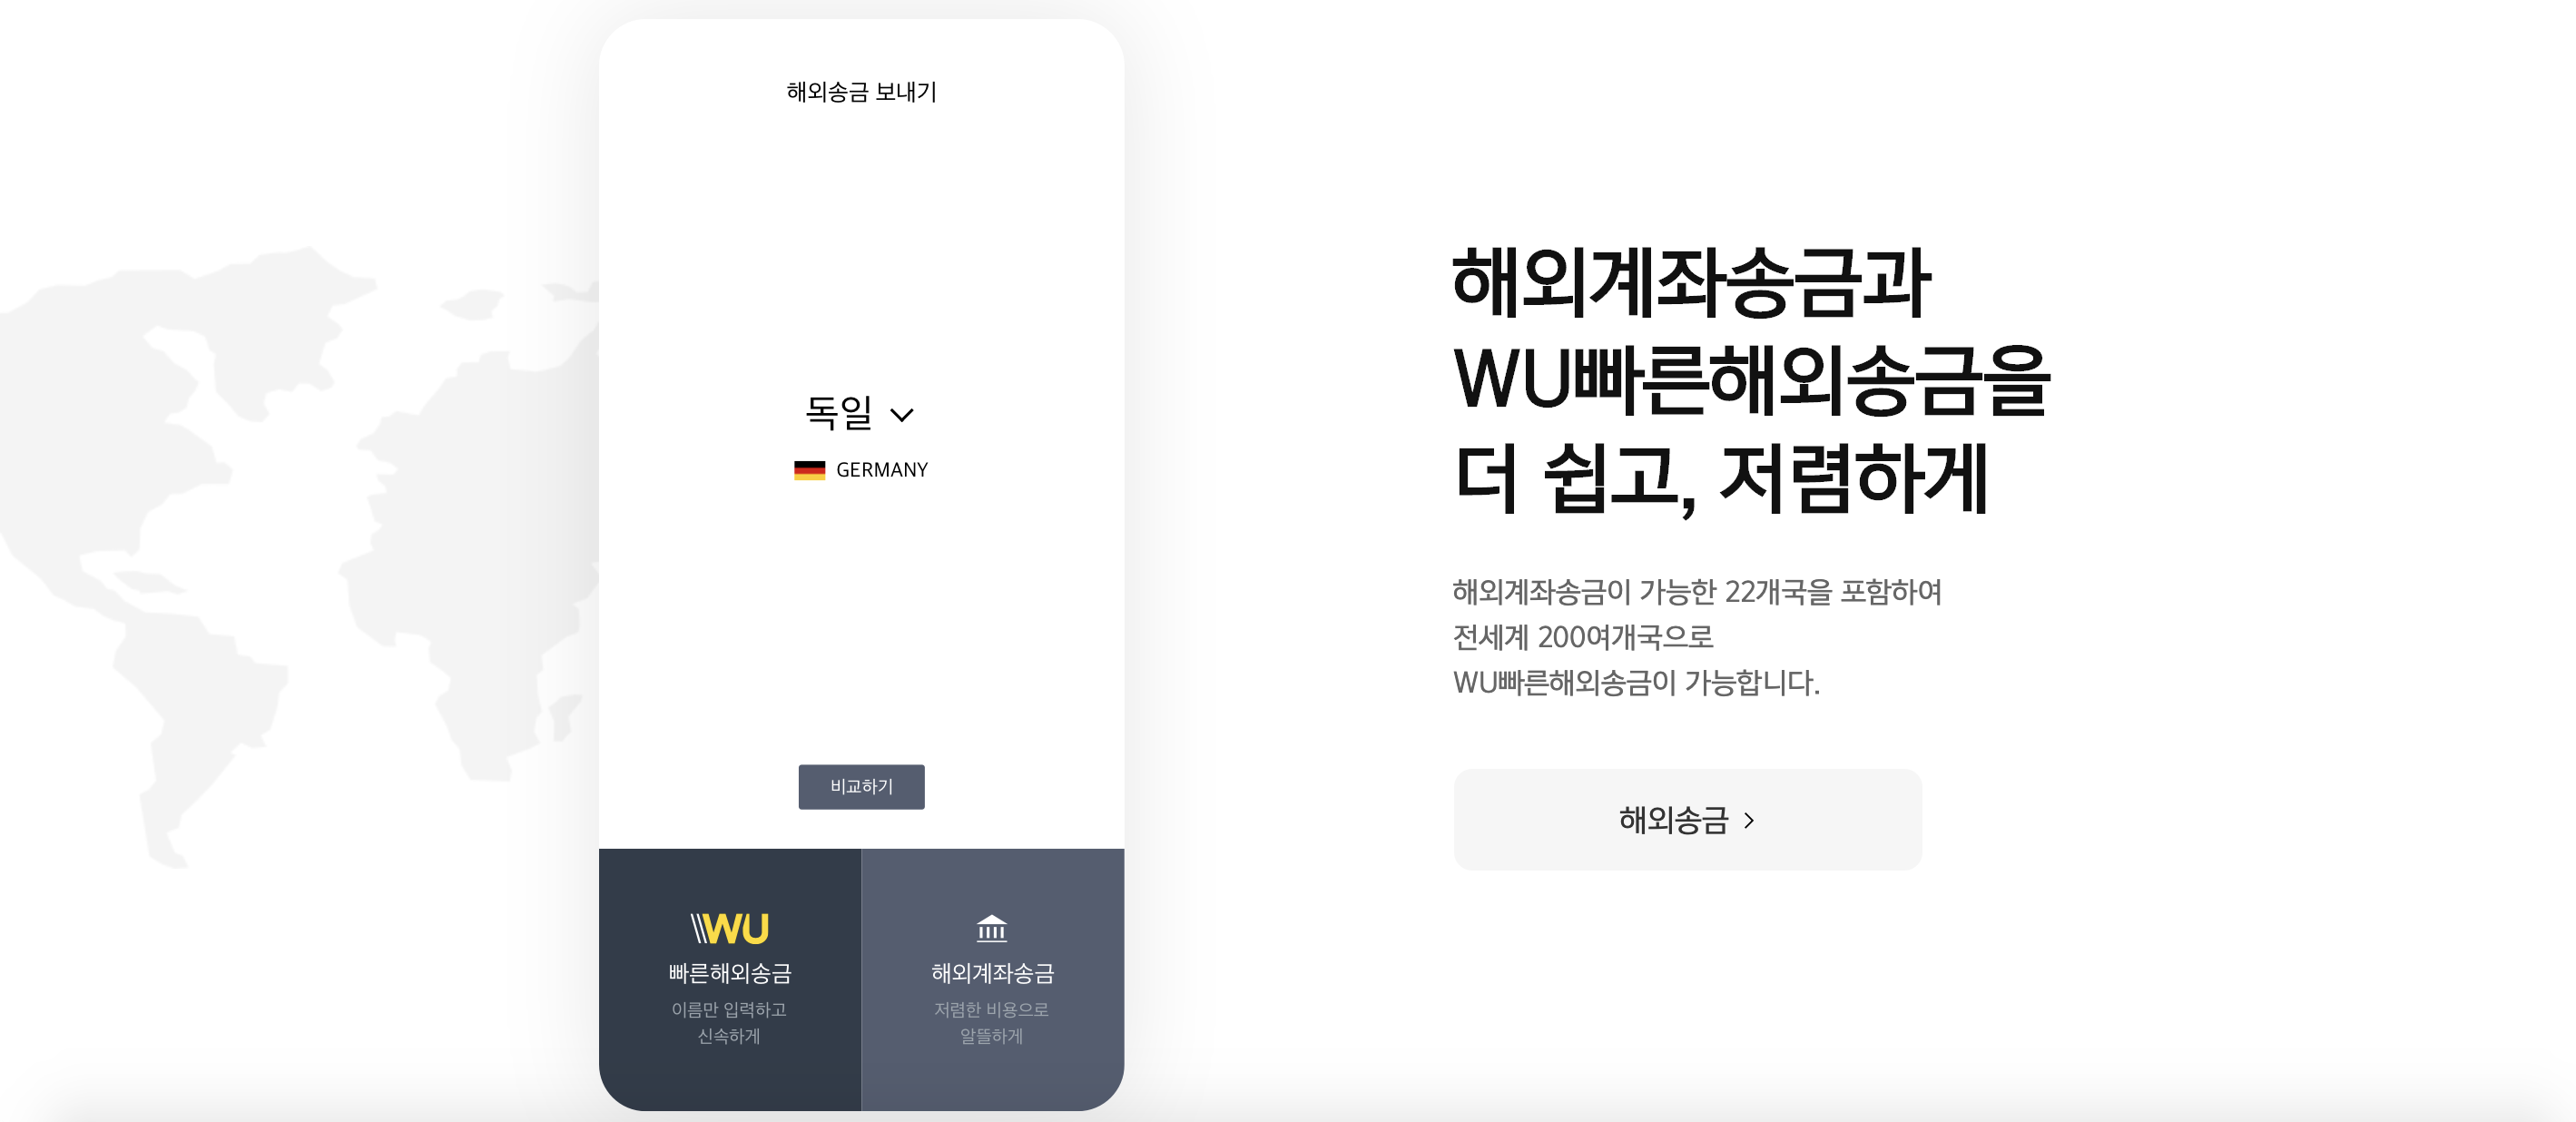 해외송금 보내기
독일
GERMANY
비교하기
WU
빠른해외송금
이름만 입력하고
신속하게
해외계좌송금
저렴한 비용으로
알뜰하게
해외계좌송금과
WU빠른해외송금을
더 쉽고, 저렴하게
해외계좌송금이 가능한 22개국을 포함하여
전세계 200여개국으로
WU빠른해외송금이 가능합니다.
해외송금